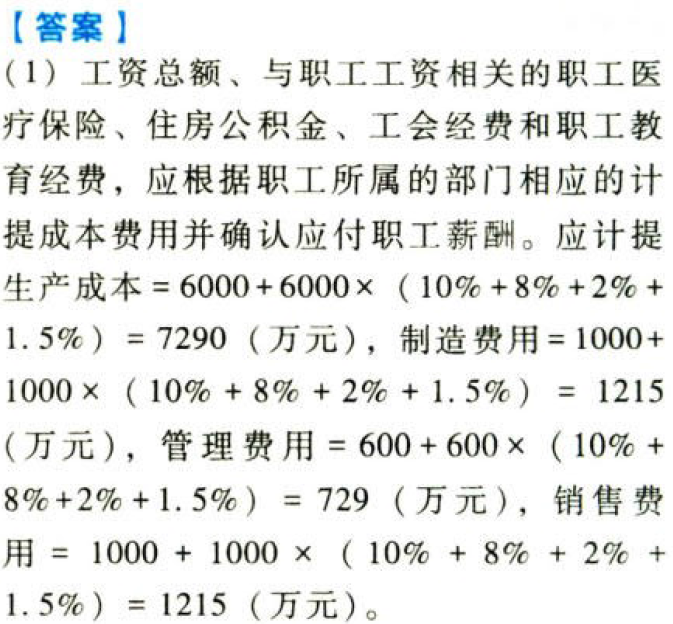 【答案】
(1) 工资总额、与职工工资相关的职工医
疗保险、住房公积金、工会经费和职工教
育经费，应根据职工所属的部门相应的计
提成本费用并确认应付职工薪酬。应计提
生产成本=6000+6000×（10%+8%+2%+
1.5%）=7290（万元），制造费用=1000+
1000×（10%+8%+2%+1.5%）= 1215
(万元)，管理费用=600+600×（10%+
8%+2%+1.5%）=729（万元），销售费
用 = 1000 + 1000 ×（10% + 8% + 2% +
1.5%）=1215（万元）。